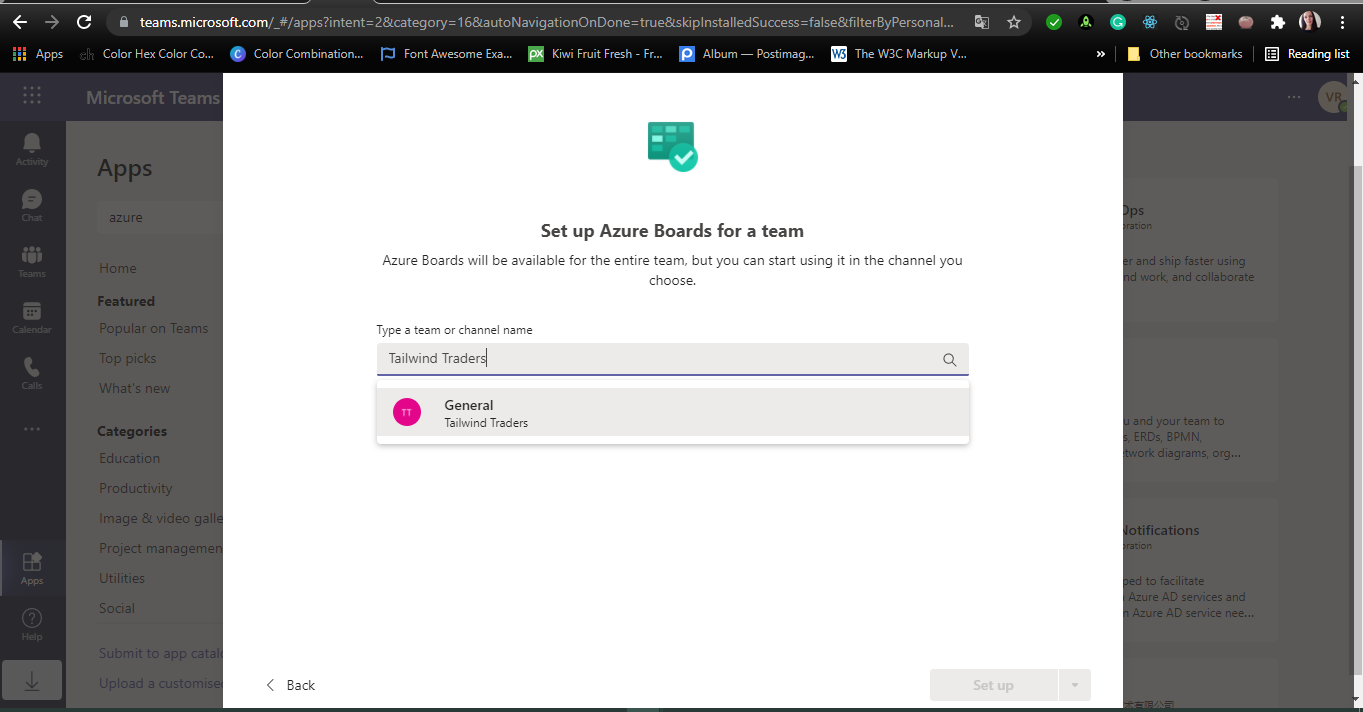 teams.microsoft.com/_#/apps?intent=2&category=16&autoNavigationOnDone=true&skipInstalledSuccess=false&filterByPersonal...
Apps
Color Hex Color Co...
Color Combination...
Font Awesome Exa...
px
Kiwi Fruit Fresh - Fr...
Album — Postimag...
W3
The W3C Markup V...
»
Other bookmarks
Reading list
Microsoft Teams
VR
Activity
Chat
Teams
Calendar
Calls
Apps
Help
Apps
azure
Home
Featured
Popular on Teams
Top picks
What's new
Categories
Education
Productivity
Image & video galle
Project managemen
Utilities
Social
Submit to app catal
Upload a customise
Set up Azure Boards for a team
Azure Boards will be available for the entire team, but you can start using it in the channel you
choose.
Type a team or channel name
Tailwind Traders
TT
General
Tailwind Traders
Back
Set up
Ops
oration
er and ship faster using
nd work, and collaborate
u and your team to
s, ERDs, BPMN,
twork diagrams, org...
Notifications
oration
ped to facilitate
Azure AD services and
n Azure AD service nee...